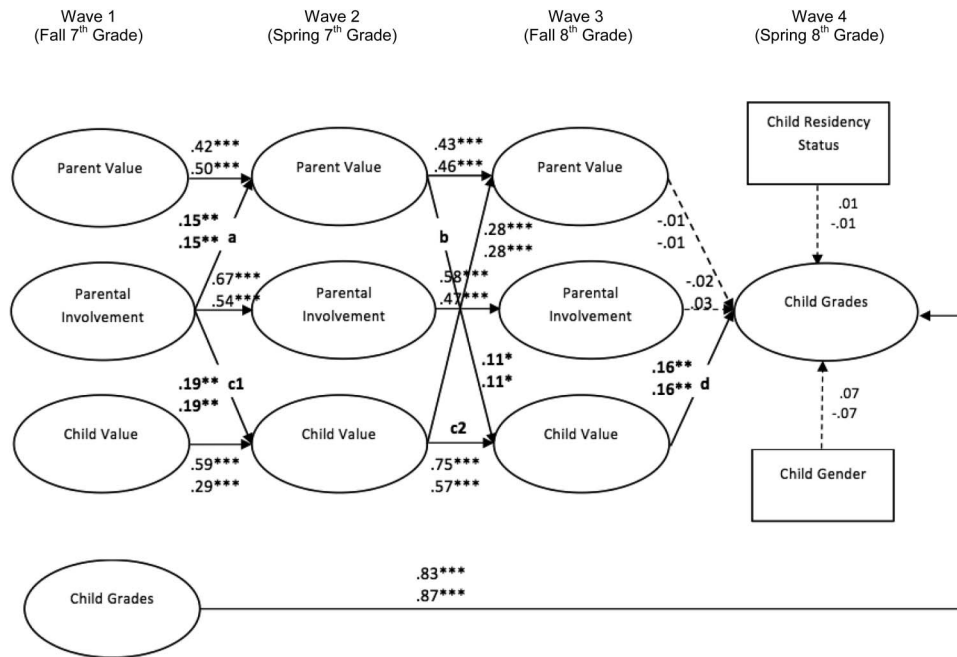 Wave 1
(Fall 7th Grade)
Wave 2
(Spring 7th Grade)
Wave 3
(Fall 8th Grade)
Wave 4
(Spring 8th Grade)
Parent Value
.42***
.50***
Parent Value
.43***
.46***
Parent Value
Child Residency
Status
.15**
.15**
a
b
.28***
.28***
-.01
-.01
.01
-.01
Parental
Involvement
.67***
.54***
Parental
Involvement
.58***
.47***
Parental
Involvement
-.02
.03
Child Grades
.19**
.19**
c1
.11*
.11*
.16**
.16**
d
.07
-.07
Child Value
.59***
.29***
Child Value
c2
.75***
.57***
Child Value
Child Gender
Child Grades
.83***
.87***